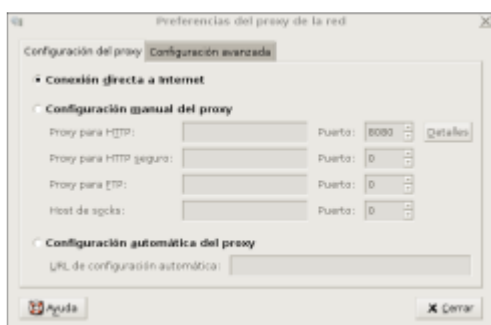 Preferencias del proxy de la red
Configuración del proxy Configuración avanzada
Conexión directa a Internet
Configuración manual del proxy
Proxy para HTTP: Puerto: 8080 Detalles
Proxy para HTTP seguro: Puerto: 0
Proxy para FTP: Puerto: 0
Host de socks: Puerto: 0
Configuración automática del proxy
URL de configuración automática:
Ayuda Cerrar